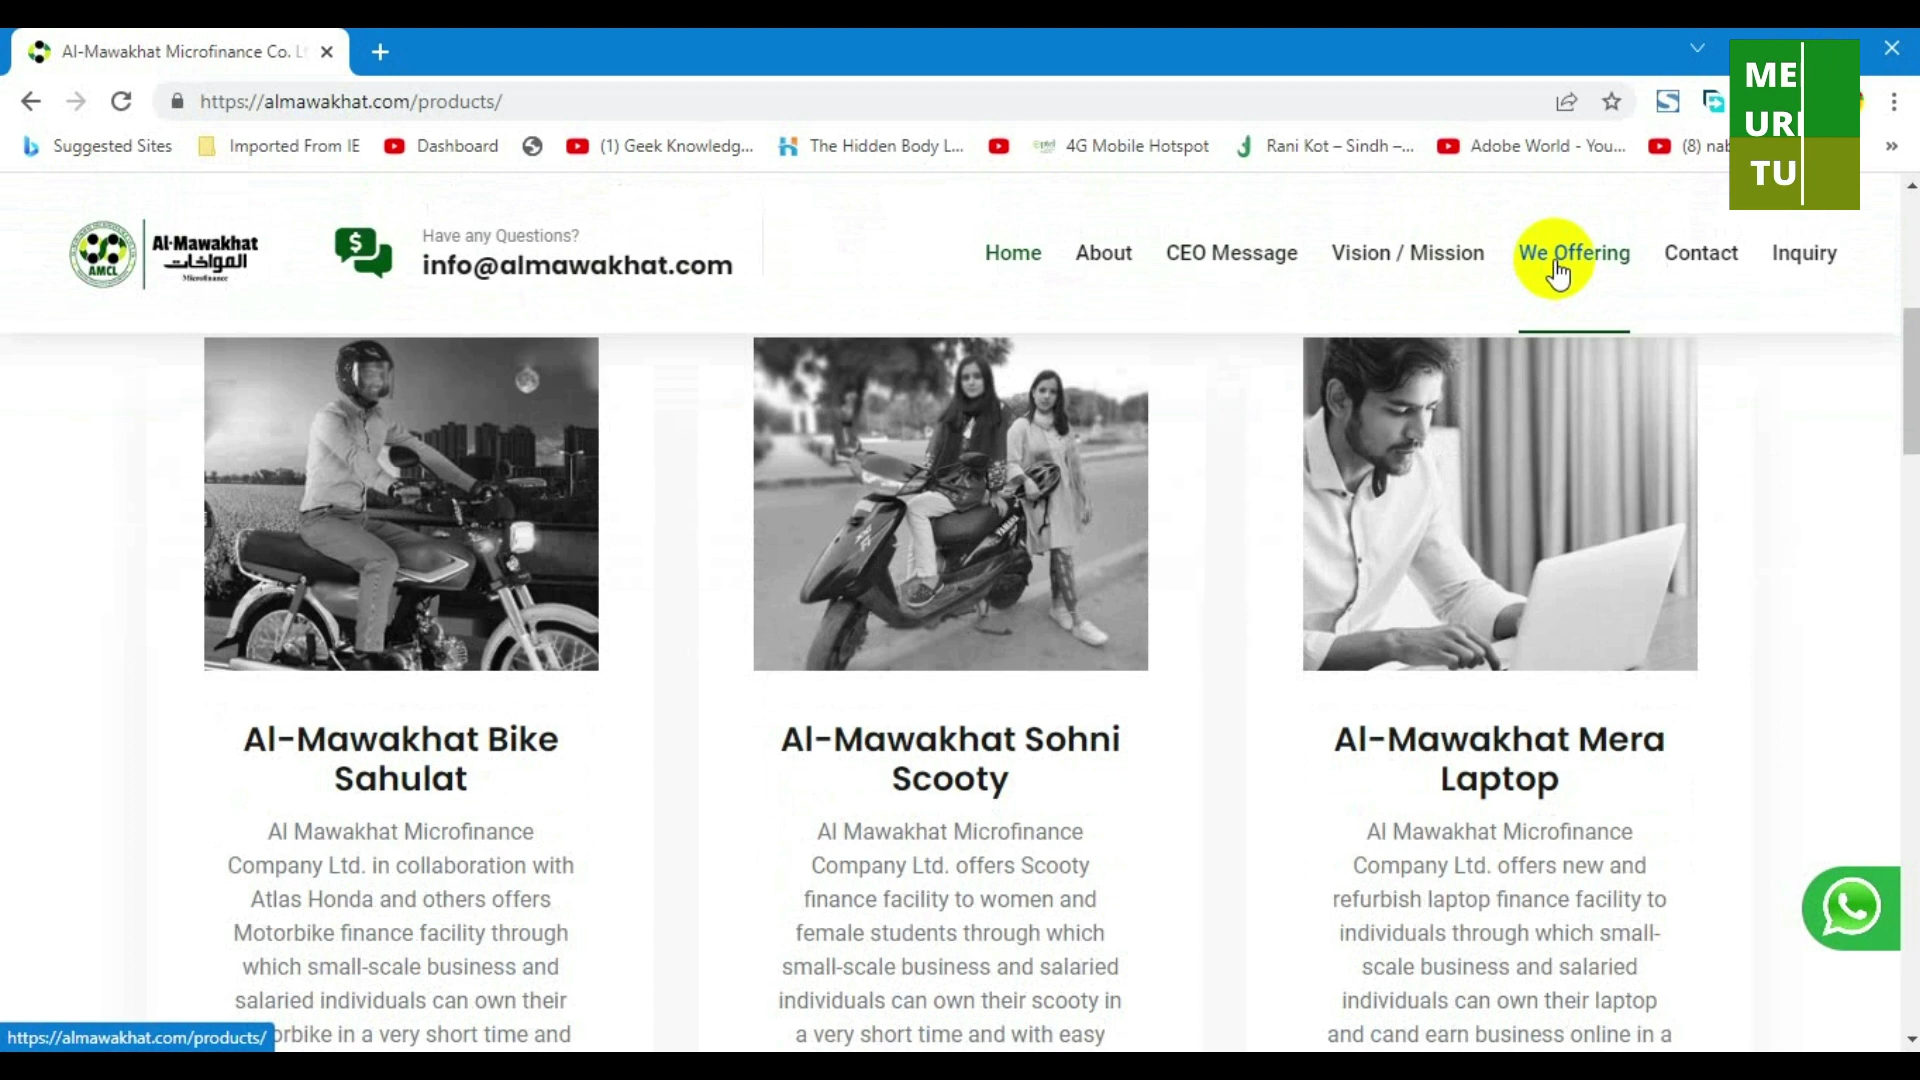 Al-Mawakhat Microfinance Co. L
https://almawakhat.com/products/
Suggested Sites
Imported From IE
Dashboard
(1) Geek Knowledg...
The Hidden Body L...
4G Mobile Hotspot
Rani Kot – Sindh –...
Adobe World - You...
(8) nab
»
ME
UR
TU
AMCL
Al-Mawakhat
المواخات
Microfinance
Have any Questions?
info@almawakhat.com
Home
About
CEO Message
Vision / Mission
We Offering
Contact
Inquiry
YAMAHA
Al-Mawakhat Bike
Sahulat
Al Mawakhat Microfinance
Company Ltd. in collaboration with
Atlas Honda and others offers
Motorbike finance facility through
which small-scale business and
salaried individuals can own their
orbike in a very short time and
Al-Mawakhat Sohni
Scooty
Al Mawakhat Microfinance
Company Ltd. offers Scooty
finance facility to women and
female students through which
small-scale business and salaried
individuals can own their scooty in
a very short time and with easy
Al-Mawakhat Mera
Laptop
Al Mawakhat Microfinance
Company Ltd. offers new and
refurbish laptop finance facility to
individuals through which small-
scale business and salaried
individuals can own their laptop
and cand earn business online in a
https://almawakhat.com/products/